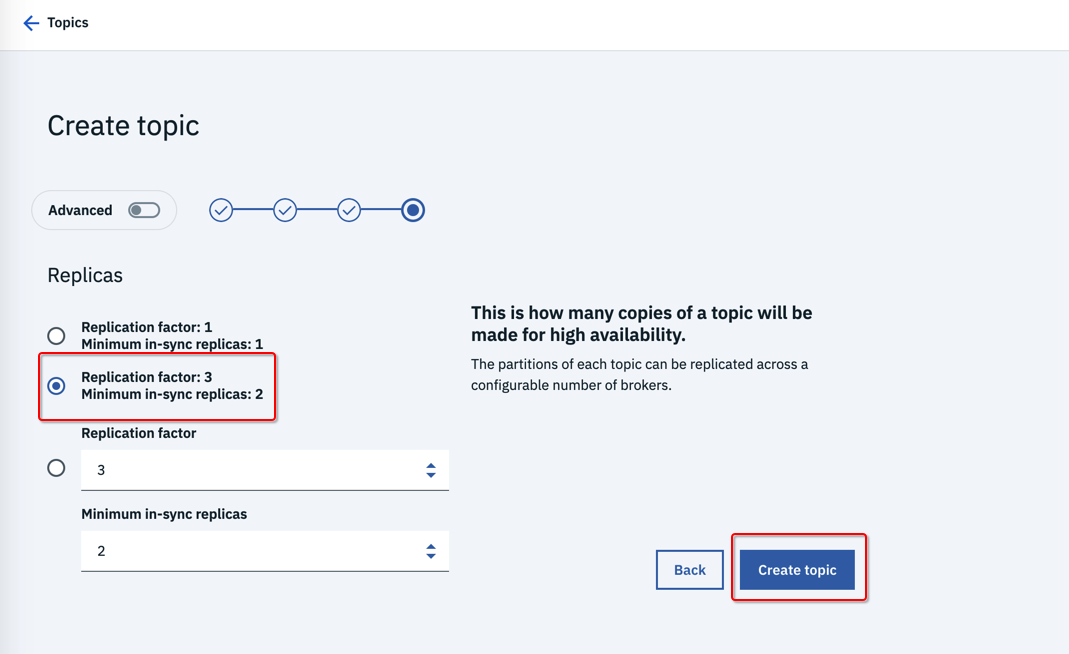 Topics
Create topic
Advanced
Replicas
Replication factor: 1
Minimum in-sync replicas: 1
Replication factor: 3
Minimum in-sync replicas: 2
Replication factor
3
Minimum in-sync replicas
2
This is how many copies of a topic will be
made for high availability.
The partitions of each topic can be replicated across a
configurable number of brokers.
Back
Create topic